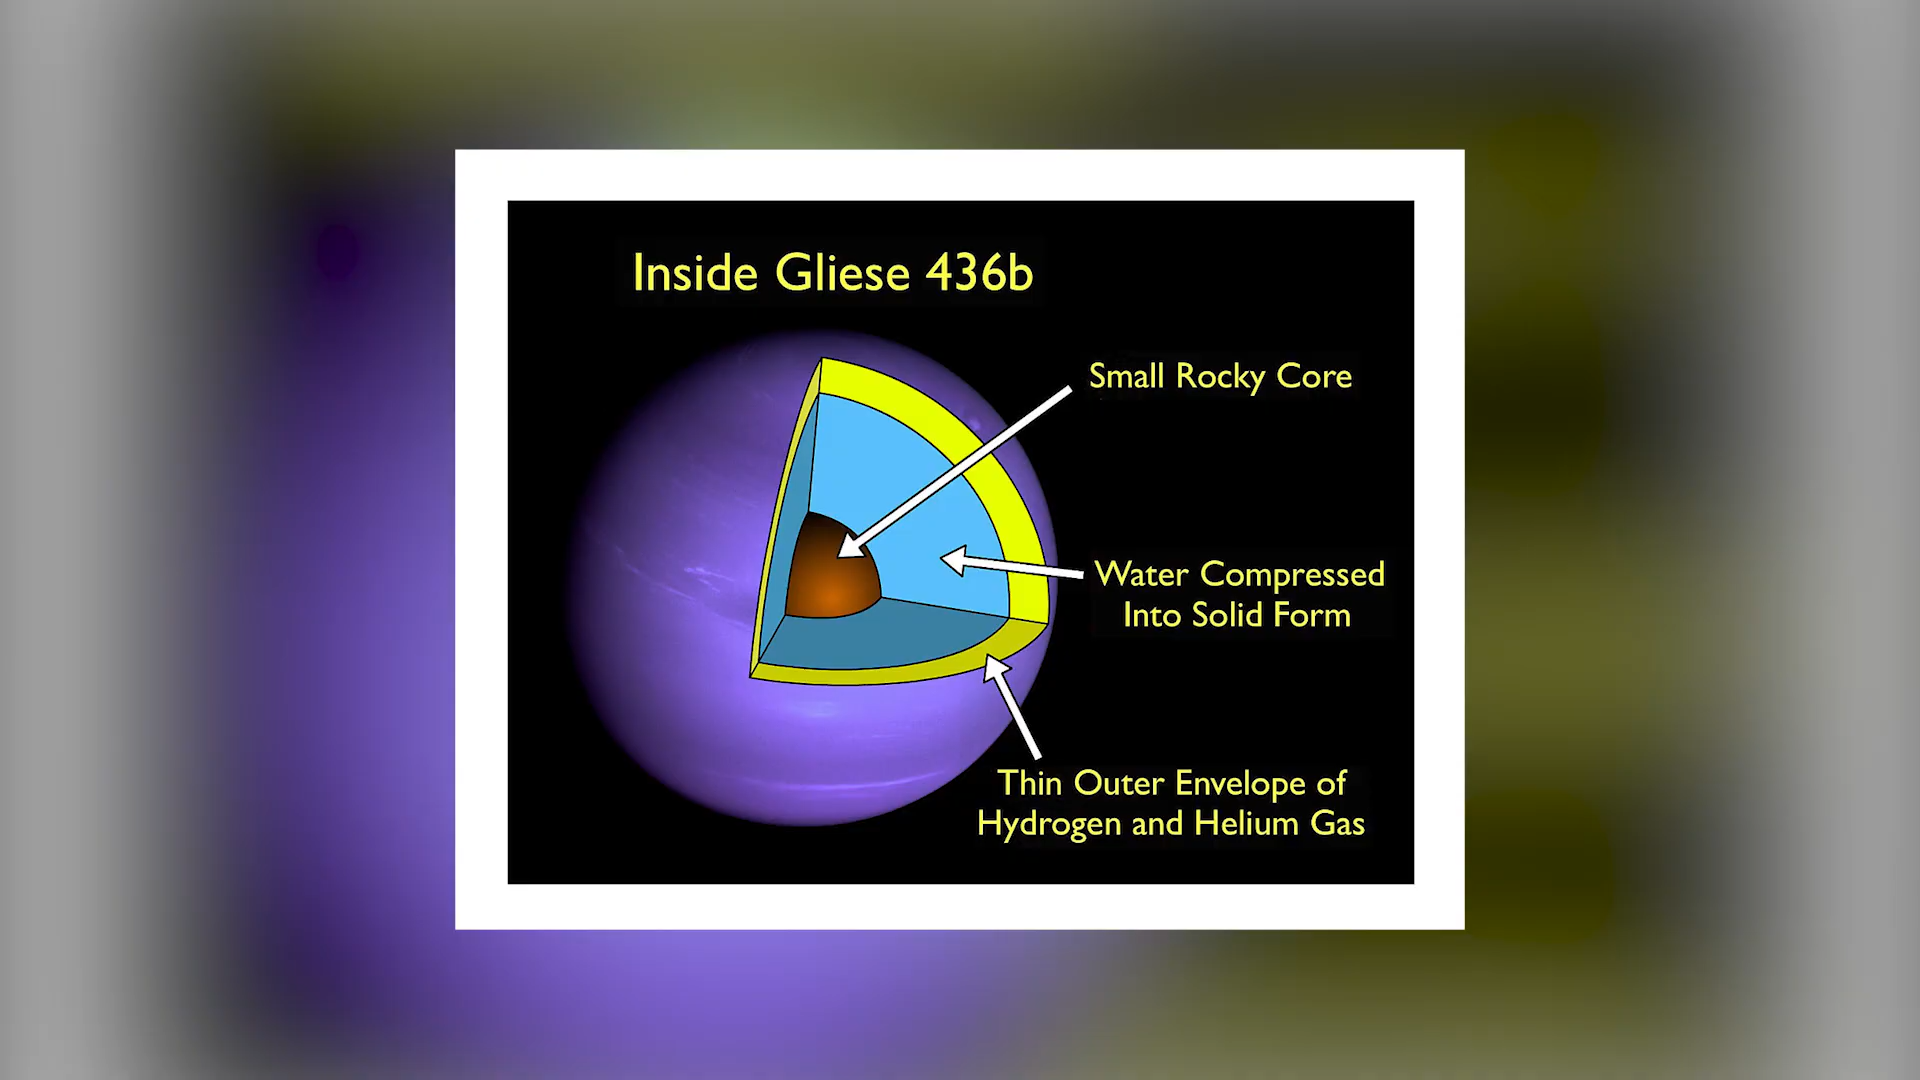 Inside Gliese 436b
Small Rocky Core
Water Compressed
Into Solid Form
Thin Outer Envelope of
Hydrogen and Helium Gas